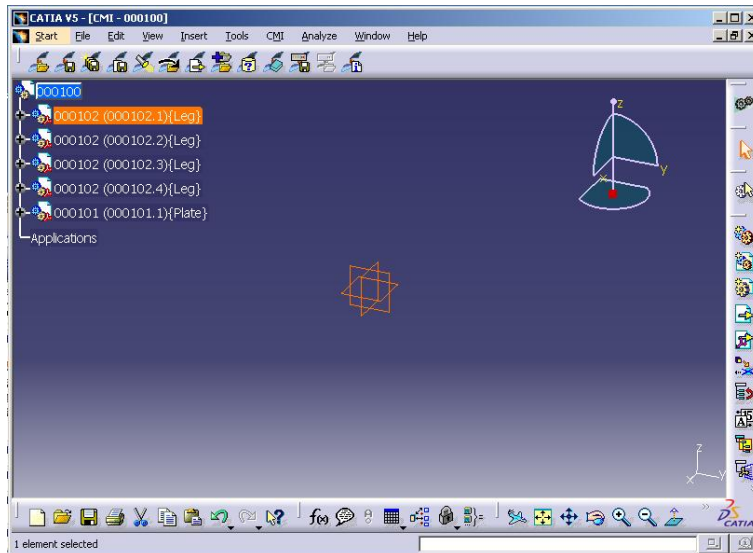 CATIA V5 - [CMI - 000100]
Start File Edit View Insert Tools CMI Analyze Window Help
000100
000102 (000102.1){Leg}
000102 (000102.2){Leg}
000102 (000102.3){Leg}
000102 (000102.4){Leg}
000101 (000101.1){Plate}
Applications
z
y
x
z
x
y
f(x)
CATIA
1 element selected